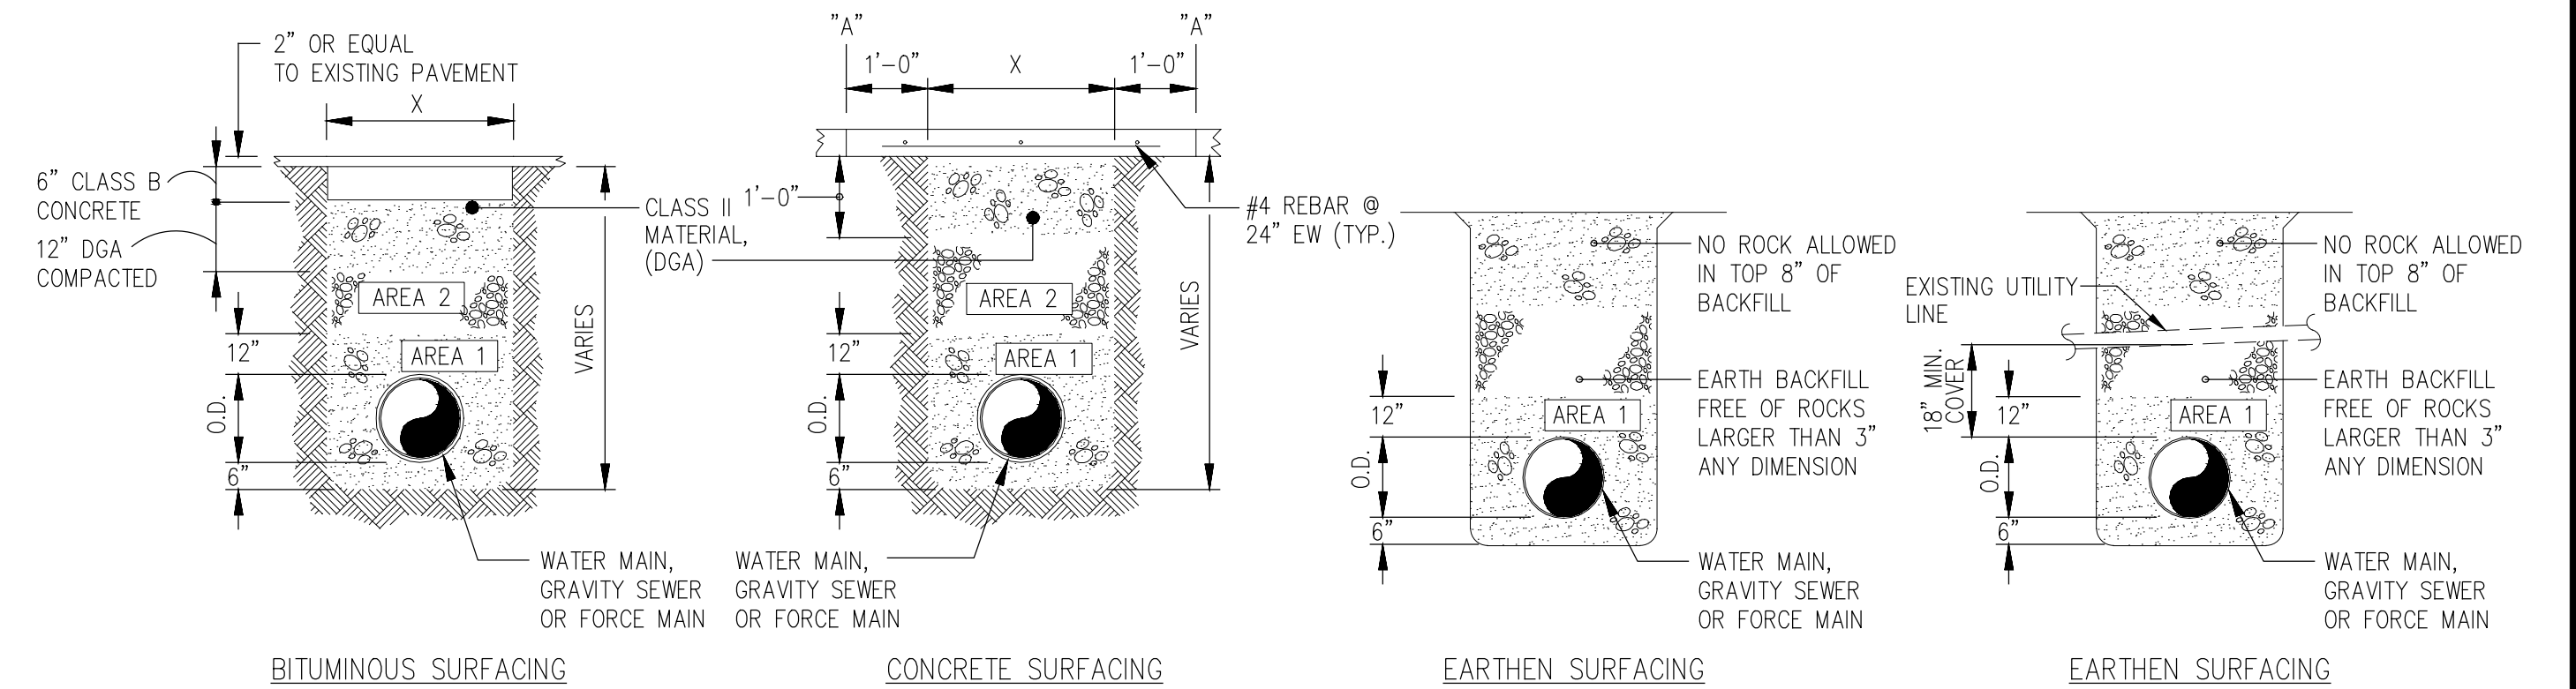 2" OR EQUAL
TO EXISTING PAVEMENT
X
6" CLASS B
CONCRETE
12" DGA
COMPACTED
AREA 2
12"
AREA 1
O.D.
6"
VARIES
WATER MAIN,
GRAVITY SEWER
OR FORCE MAIN
BITUMINOUS SURFACING
CLASS II
MATERIAL,
(DGA)
"A"
"A"
1'-0"
X
1'-0"
1'-0"
#4 REBAR @
24" EW (TYP.)
AREA 2
12"
AREA 1
O.D.
6"
VARIES
WATER MAIN,
GRAVITY SEWER
OR FORCE MAIN
CONCRETE SURFACING
NO ROCK ALLOWED
IN TOP 8" OF
BACKFILL
EARTH BACKFILL
FREE OF ROCKS
LARGER THAN 3"
ANY DIMENSION
12"
AREA 1
O.D.
6"
WATER MAIN,
GRAVITY SEWER
OR FORCE MAIN
EARTHEN SURFACING
NO ROCK ALLOWED
IN TOP 8" OF
BACKFILL
EXISTING UTILITY
LINE
18" MIN.
COVER
EARTH BACKFILL
FREE OF ROCKS
LARGER THAN 3"
ANY DIMENSION
12"
AREA 1
O.D.
6"
WATER MAIN,
GRAVITY SEWER
OR FORCE MAIN
EARTHEN SURFACING